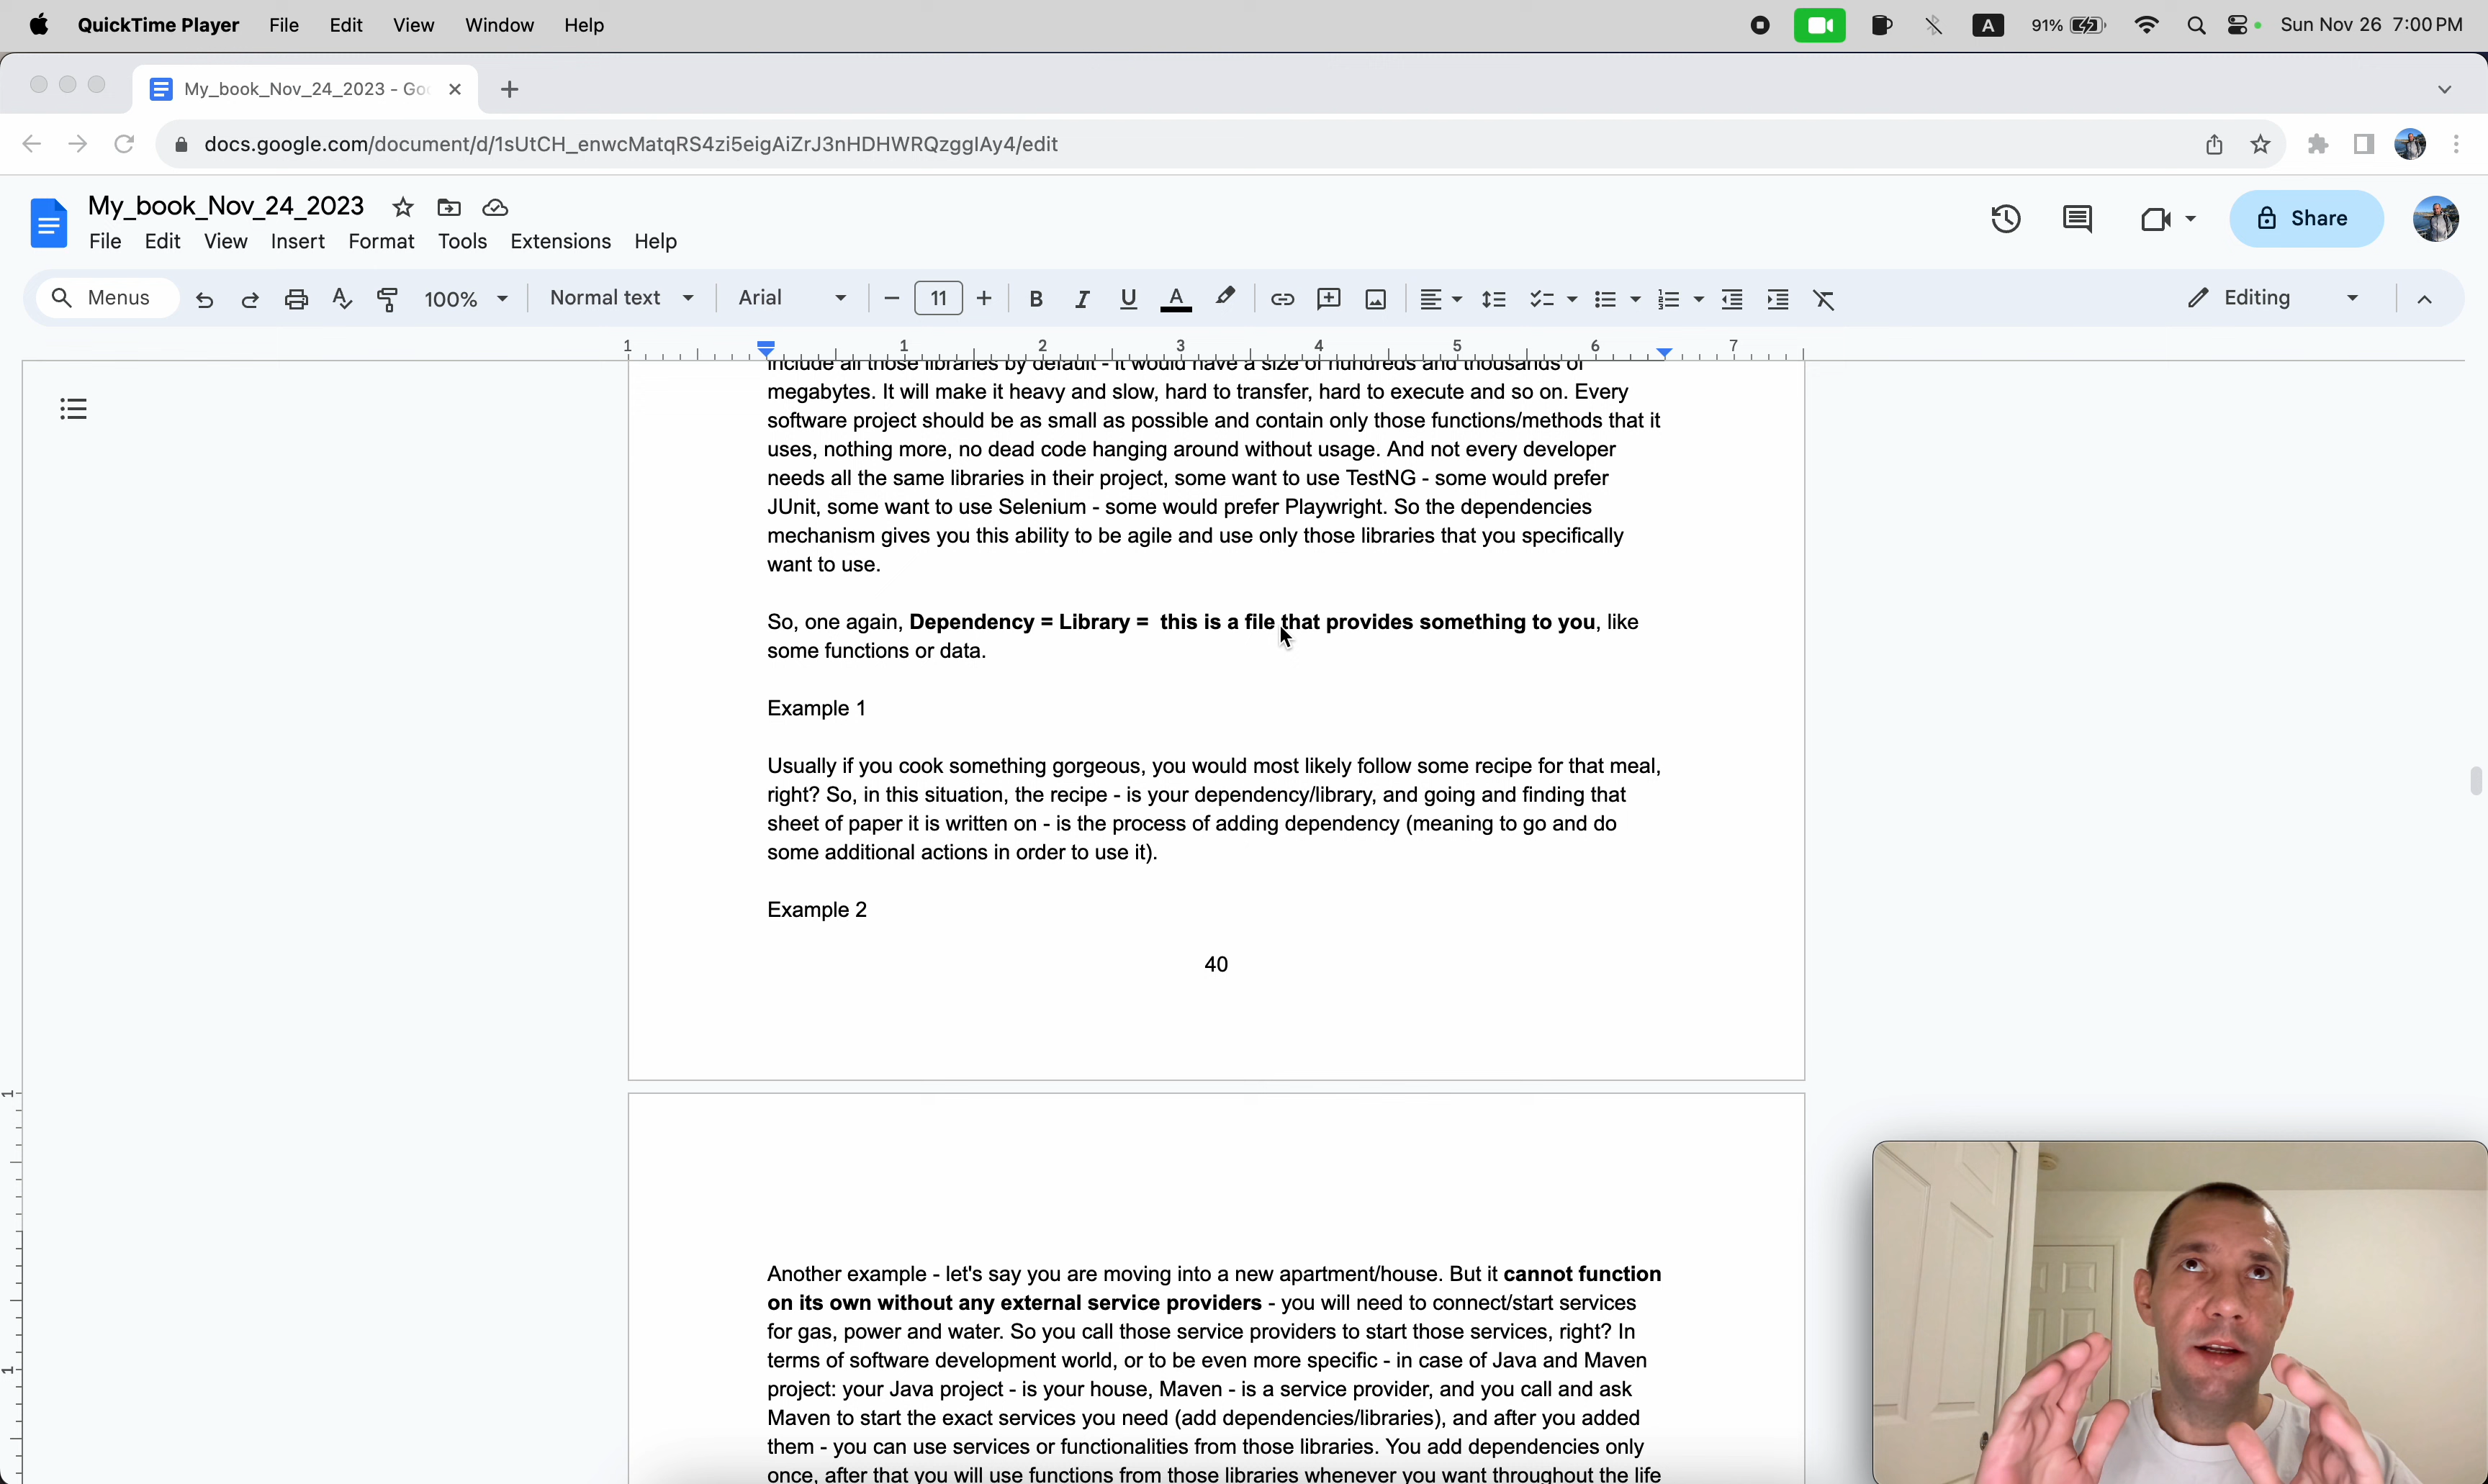 QuickTime Player File Edit View Window Help A 91% Sun Nov 26 7:00 PM
My_book_Nov_24_2023 - Goo
docs.google.com/document/d/1sUtCH_enwcMatqRS4zi5eigAiZrJ3nHDHWRQzgglAy4/edit
My_book_Nov_24_2023
File Edit View Insert Format Tools Extensions Help
Share
Menus 100% Normal text Arial 11 B I U A Editing
1 1 2 3 4 5 6 7
include all those libraries by default - it would have a size of hundreds and thousands of
megabytes. It will make it heavy and slow, hard to transfer, hard to execute and so on. Every
software project should be as small as possible and contain only those functions/methods that it
uses, nothing more, no dead code hanging around without usage. And not every developer
needs all the same libraries in their project, some want to use TestNG - some would prefer
JUnit, some want to use Selenium - some would prefer Playwright. So the dependencies
mechanism gives you this ability to be agile and use only those libraries that you specifically
want to use.
So, one again, Dependency = Library = this is a file that provides something to you, like
some functions or data.
Example 1
Usually if you cook something gorgeous, you would most likely follow some recipe for that meal,
right? So, in this situation, the recipe - is your dependency/library, and going and finding that
sheet of paper it is written on - is the process of adding dependency (meaning to go and do
some additional actions in order to use it).
Example 2
40
1
Another example - let's say you are moving into a new apartment/house. But it cannot function
on its own without any external service providers - you will need to connect/start services
for gas, power and water. So you call those service providers to start those services, right? In
terms of software development world, or to be even more specific - in case of Java and Maven
1
project: your Java project - is your house, Maven - is a service provider, and you call and ask
Maven to start the exact services you need (add dependencies/libraries), and after you added
them - you can use services or functionalities from those libraries. You add dependencies only
once, after that you will use functions from those libraries whenever you want throughout the life